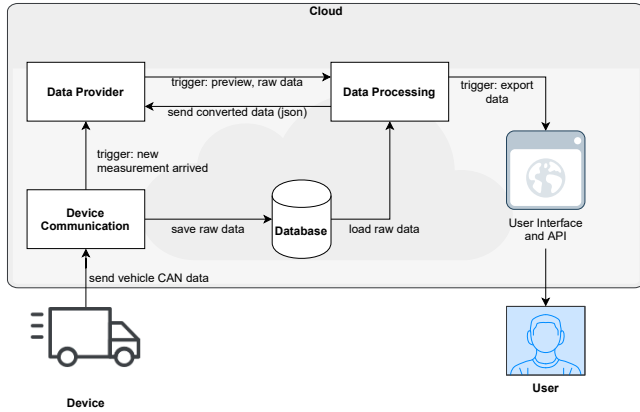 Cloud
Data Provider
trigger: preview, raw data
send converted data (json)
Data Processing
trigger: export
data
trigger: new
measurement arrived
Device
Communication
save raw data
Database
load raw data
User Interface
and API
send vehicle CAN data
Device
User